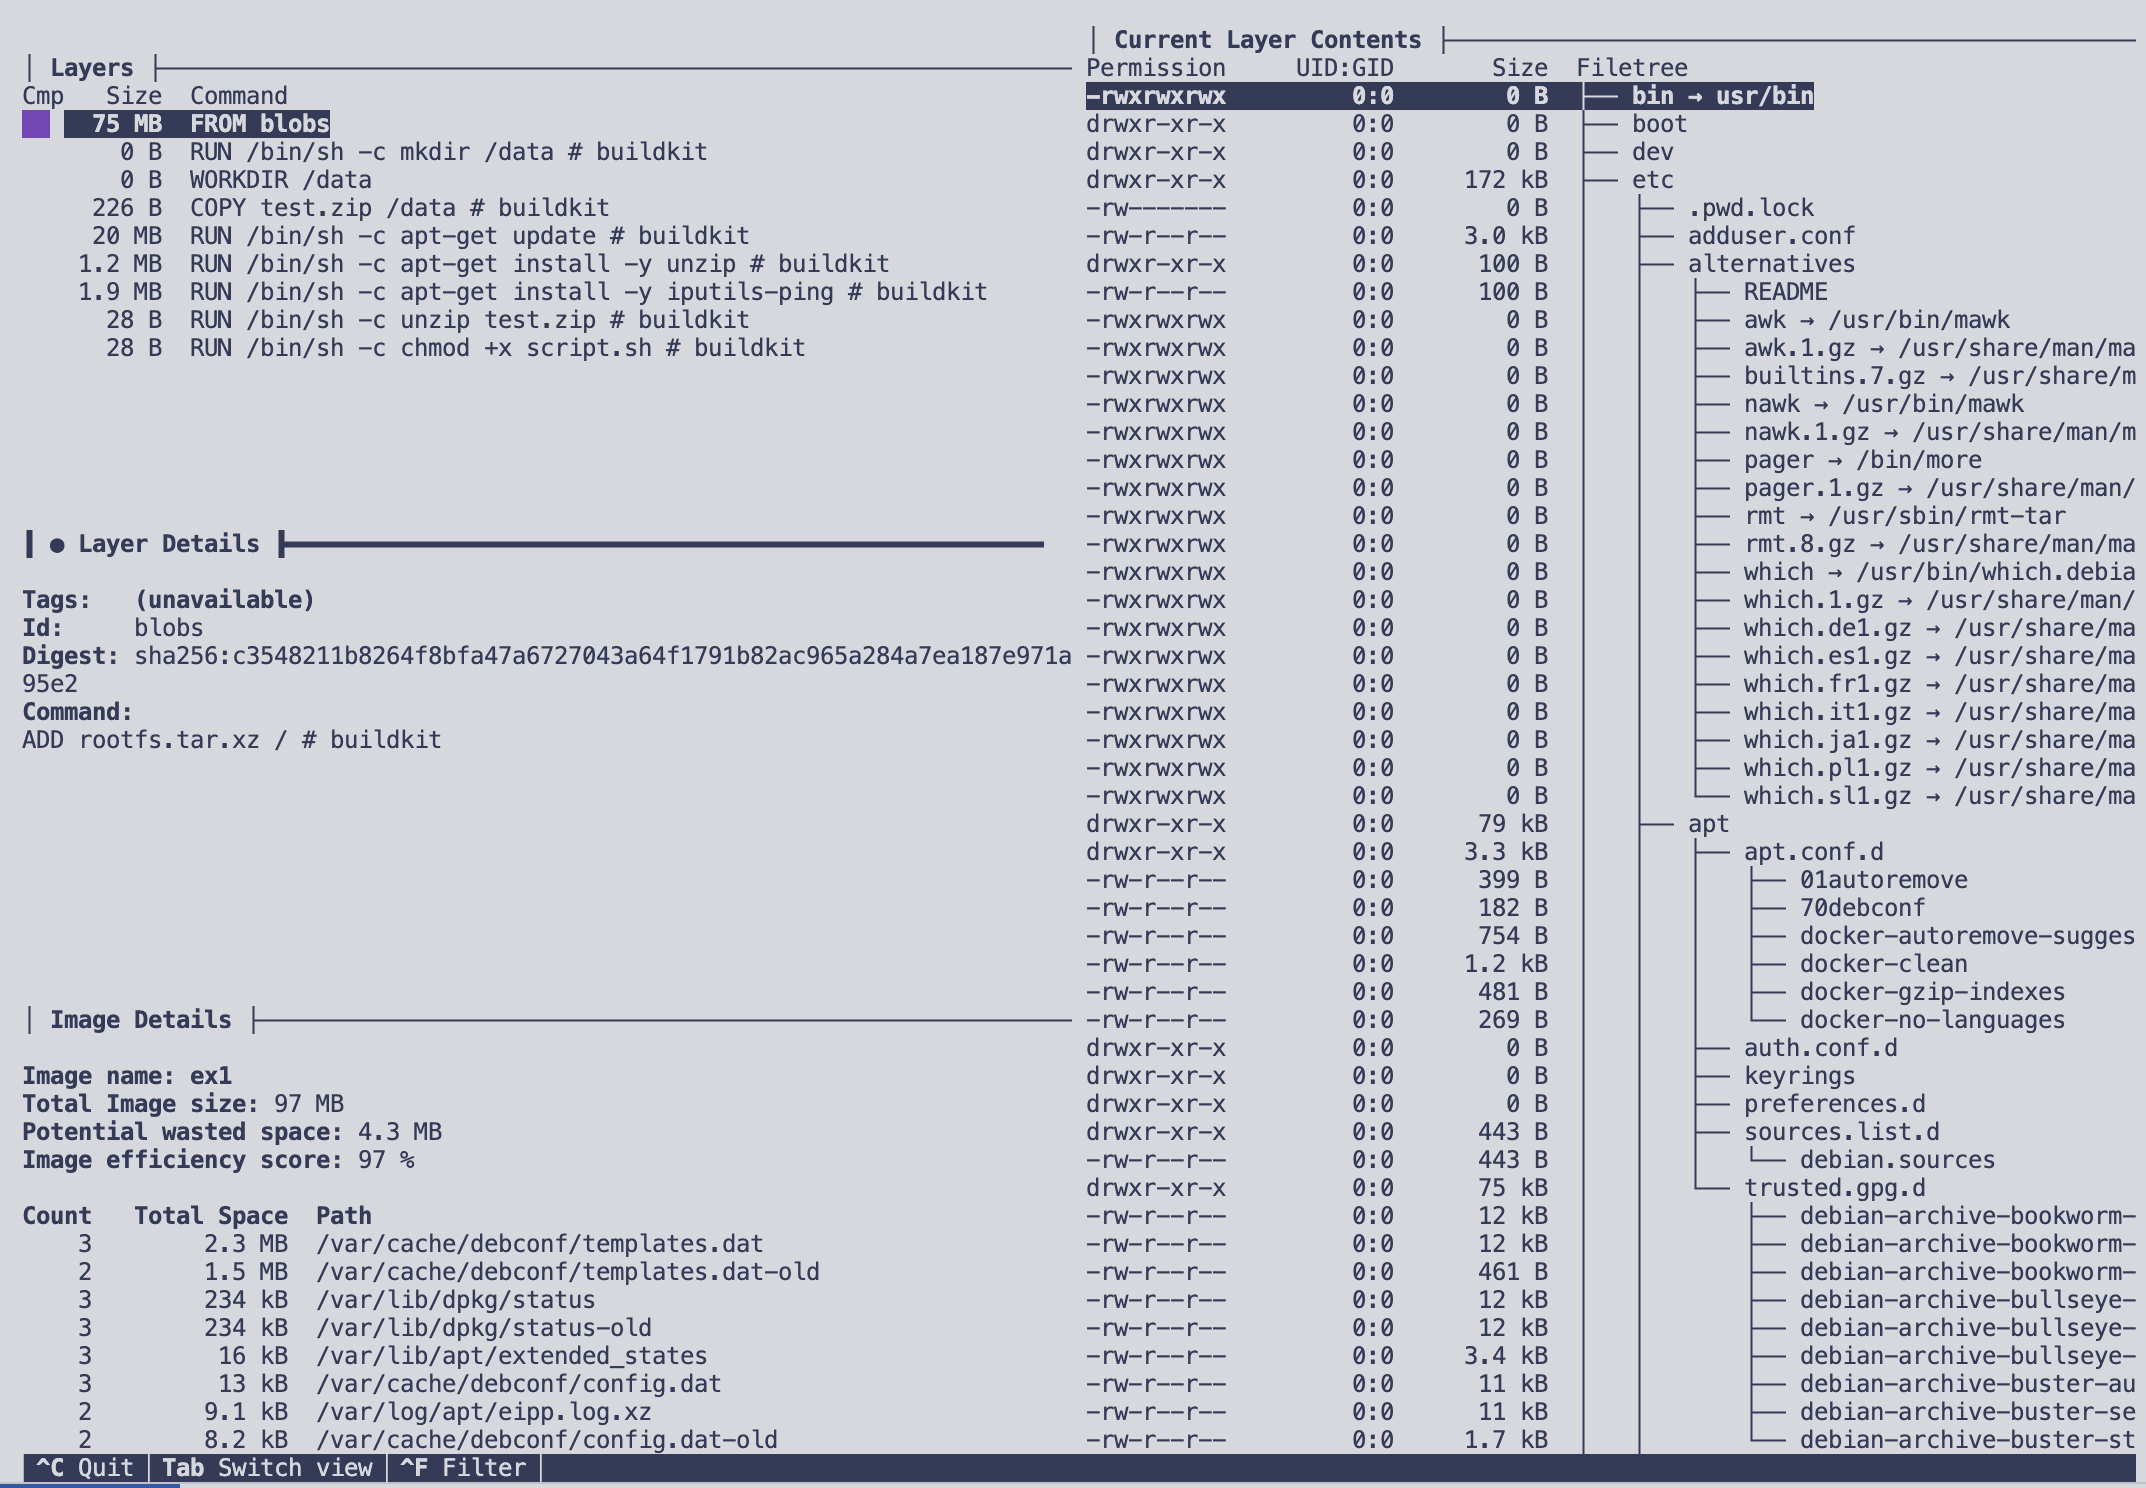 Layers
Cmp Size Command
75 MB FROM blobs
0 B RUN /bin/sh -c mkdir /data # buildkit
0 B WORKDIR /data
226 B COPY test.zip /data # buildkit
20 MB RUN /bin/sh -c apt-get update # buildkit
1.2 MB RUN /bin/sh -c apt-get install -y unzip # buildkit
1.9 MB RUN /bin/sh -c apt-get install -y iputils-ping # buildkit
28 B RUN /bin/sh -c unzip test.zip # buildkit
28 B RUN /bin/sh -c chmod +x script.sh # buildkit
● Layer Details
Tags: (unavailable)
Id: blobs
Digest: sha256:c3548211b8264f8bfa47a6727043a64f1791b82ac965a284a7ea187e971a
95e2
Command:
ADD rootfs.tar.xz / # buildkit
Image Details
Image name: ex1
Total Image size: 97 MB
Potential wasted space: 4.3 MB
Image efficiency score: 97 %
Count Total Space Path
3 2.3 MB /var/cache/debconf/templates.dat
2 1.5 MB /var/cache/debconf/templates.dat-old
3 234 kB /var/lib/dpkg/status
3 234 kB /var/lib/dpkg/status-old
3 16 kB /var/lib/apt/extended_states
3 13 kB /var/cache/debconf/config.dat
2 9.1 kB /var/log/apt/eipp.log.xz
2 8.2 kB /var/cache/debconf/config.dat-old
Current Layer Contents
Permission UID:GID Size Filetree
-rwxrwxrwx 0:0 0 B ├── bin → usr/bin
drwxr-xr-x 0:0 0 B ├── boot
drwxr-xr-x 0:0 0 B ├── dev
drwxr-xr-x 0:0 172 kB ├── etc
-rw------- 0:0 0 B │ ├── .pwd.lock
-rw-r--r-- 0:0 3.0 kB │ ├── adduser.conf
drwxr-xr-x 0:0 100 B │ ├── alternatives
-rw-r--r-- 0:0 100 B │ │ ├── README
-rwxrwxrwx 0:0 0 B │ │ ├── awk → /usr/bin/mawk
-rwxrwxrwx 0:0 0 B │ │ ├── awk.1.gz → /usr/share/man/ma
-rwxrwxrwx 0:0 0 B │ │ ├── builtins.7.gz → /usr/share/m
-rwxrwxrwx 0:0 0 B │ │ ├── nawk → /usr/bin/mawk
-rwxrwxrwx 0:0 0 B │ │ ├── nawk.1.gz → /usr/share/man/m
-rwxrwxrwx 0:0 0 B │ │ ├── pager → /bin/more
-rwxrwxrwx 0:0 0 B │ │ ├── pager.1.gz → /usr/share/man/
-rwxrwxrwx 0:0 0 B │ │ ├── rmt → /usr/sbin/rmt-tar
-rwxrwxrwx 0:0 0 B │ │ ├── rmt.8.gz → /usr/share/man/ma
-rwxrwxrwx 0:0 0 B │ │ ├── which → /usr/bin/which.debia
-rwxrwxrwx 0:0 0 B │ │ ├── which.1.gz → /usr/share/man/
-rwxrwxrwx 0:0 0 B │ │ ├── which.de1.gz → /usr/share/ma
-rwxrwxrwx 0:0 0 B │ │ ├── which.es1.gz → /usr/share/ma
-rwxrwxrwx 0:0 0 B │ │ ├── which.fr1.gz → /usr/share/ma
-rwxrwxrwx 0:0 0 B │ │ ├── which.it1.gz → /usr/share/ma
-rwxrwxrwx 0:0 0 B │ │ ├── which.ja1.gz → /usr/share/ma
-rwxrwxrwx 0:0 0 B │ │ ├── which.pl1.gz → /usr/share/ma
-rwxrwxrwx 0:0 0 B │ │ └── which.sl1.gz → /usr/share/ma
drwxr-xr-x 0:0 79 kB │ ├── apt
drwxr-xr-x 0:0 3.3 kB │ │ ├── apt.conf.d
-rw-r--r-- 0:0 399 B │ │ │ ├── 01autoremove
-rw-r--r-- 0:0 182 B │ │ │ ├── 70debconf
-rw-r--r-- 0:0 754 B │ │ │ ├── docker-autoremove-sugges
-rw-r--r-- 0:0 1.2 kB │ │ │ ├── docker-clean
-rw-r--r-- 0:0 481 B │ │ │ ├── docker-gzip-indexes
-rw-r--r-- 0:0 269 B │ │ │ └── docker-no-languages
drwxr-xr-x 0:0 0 B │ │ ├── auth.conf.d
drwxr-xr-x 0:0 0 B │ │ ├── keyrings
drwxr-xr-x 0:0 0 B │ │ ├── preferences.d
drwxr-xr-x 0:0 443 B │ │ ├── sources.list.d
-rw-r--r-- 0:0 443 B │ │ │ └── debian.sources
drwxr-xr-x 0:0 75 kB │ │ └── trusted.gpg.d
-rw-r--r-- 0:0 12 kB │ │ ├── debian-archive-bookworm-
-rw-r--r-- 0:0 12 kB │ │ ├── debian-archive-bookworm-
-rw-r--r-- 0:0 461 B │ │ ├── debian-archive-bookworm-
-rw-r--r-- 0:0 12 kB │ │ ├── debian-archive-bullseye-
-rw-r--r-- 0:0 12 kB │ │ ├── debian-archive-bullseye-
-rw-r--r-- 0:0 3.4 kB │ │ ├── debian-archive-bullseye-
-rw-r--r-- 0:0 11 kB │ │ ├── debian-archive-buster-au
-rw-r--r-- 0:0 11 kB │ │ ├── debian-archive-buster-se
-rw-r--r-- 0:0 1.7 kB │ │ └── debian-archive-buster-st
^C Quit Tab Switch view ^F Filter